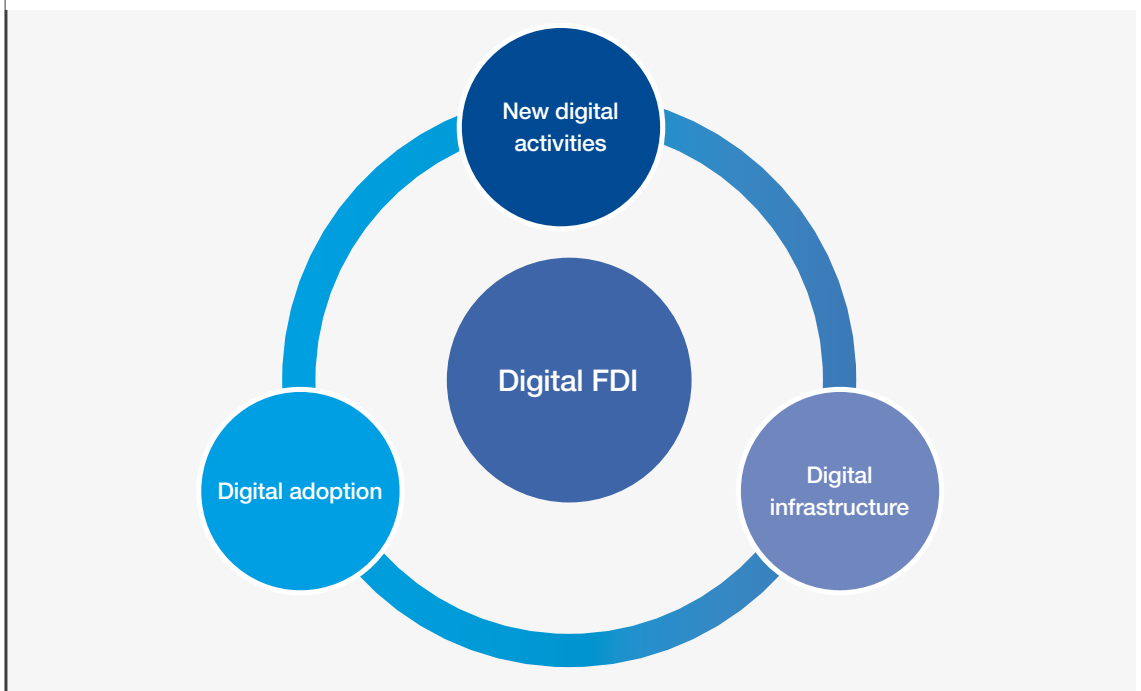 New digital
activities
Digital FDI
Digital adoption
Digital
infrastructure